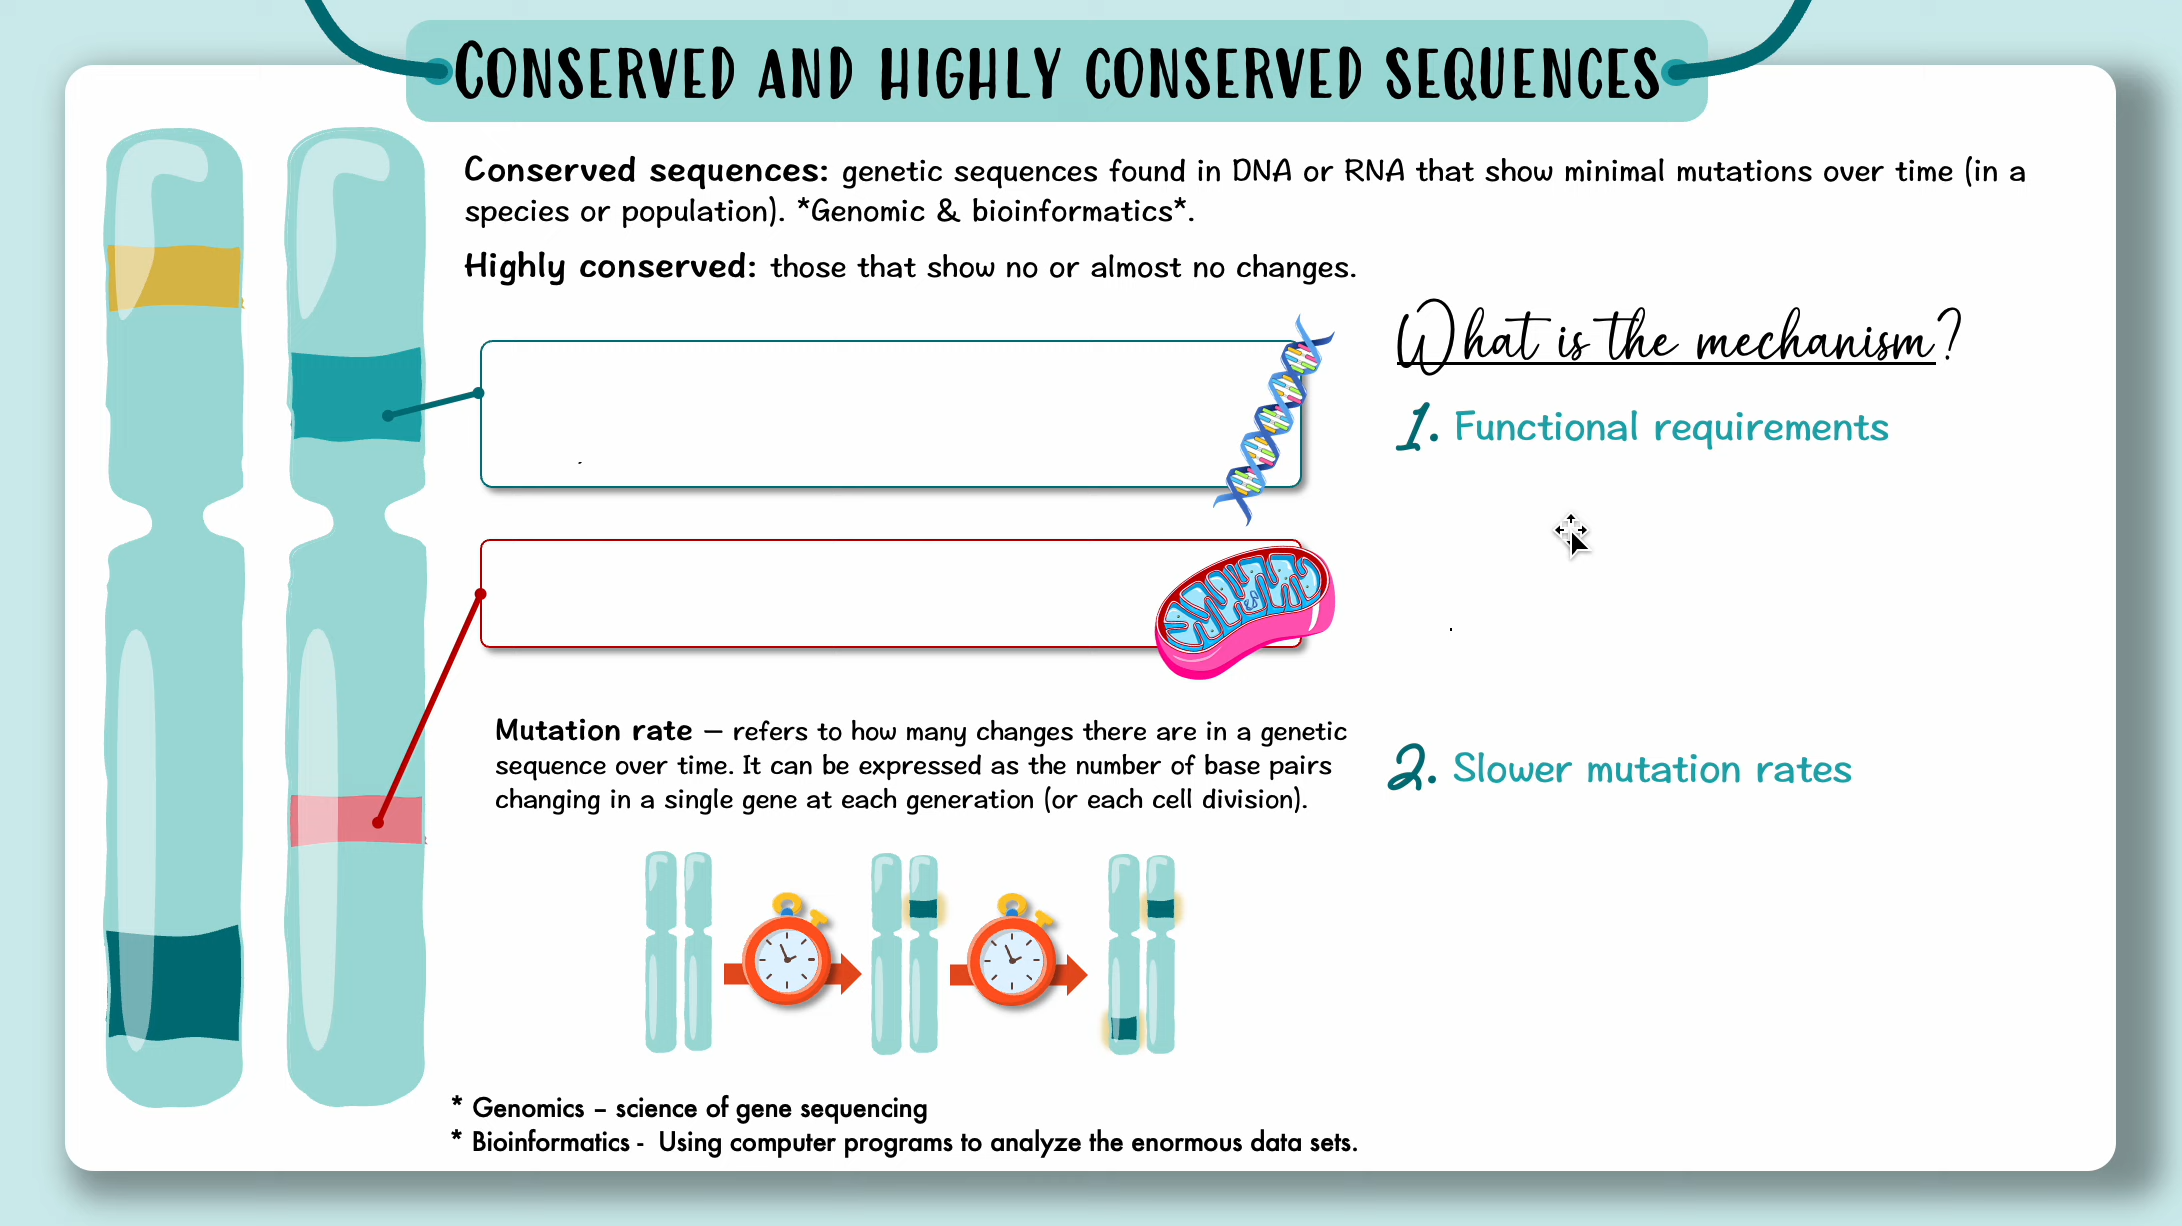 CONSERVED AND HIGHLY CONSERVED SEQUENCES
Conserved sequences: genetic sequences found in DNA or RNA that show minimal mutations over time (in a
species or population). *Genomic & bioinformatics*.
Highly conserved: those that show no or almost no changes.
What is the mechanism?
1. Functional requirements
Mutation rate – refers to how many changes there are in a genetic
sequence over time. It can be expressed as the number of base pairs
changing in a single gene at each generation (or each cell division).
2. Slower mutation rates
* Genomics – science of gene sequencing
* Bioinformatics - Using computer programs to analyze the enormous data sets.